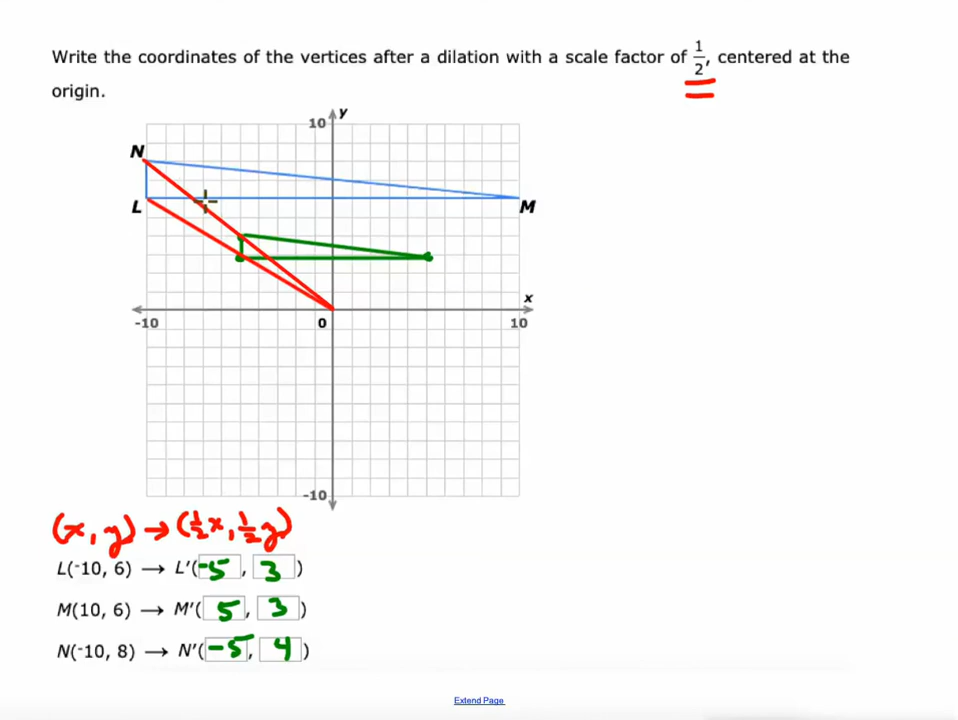 Write the coordinates of the vertices after a dilation with a scale factor of 1/2, centered at the
origin.
10 y
N
L M
x
-10 0 10
-10
(x, y) → (1/2x, 1/2y)
L(-10, 6) → L'(-5, 3)
M(10, 6) → M'(5, 3)
N(-10, 8) → N'(-5, 4)
Extend Page